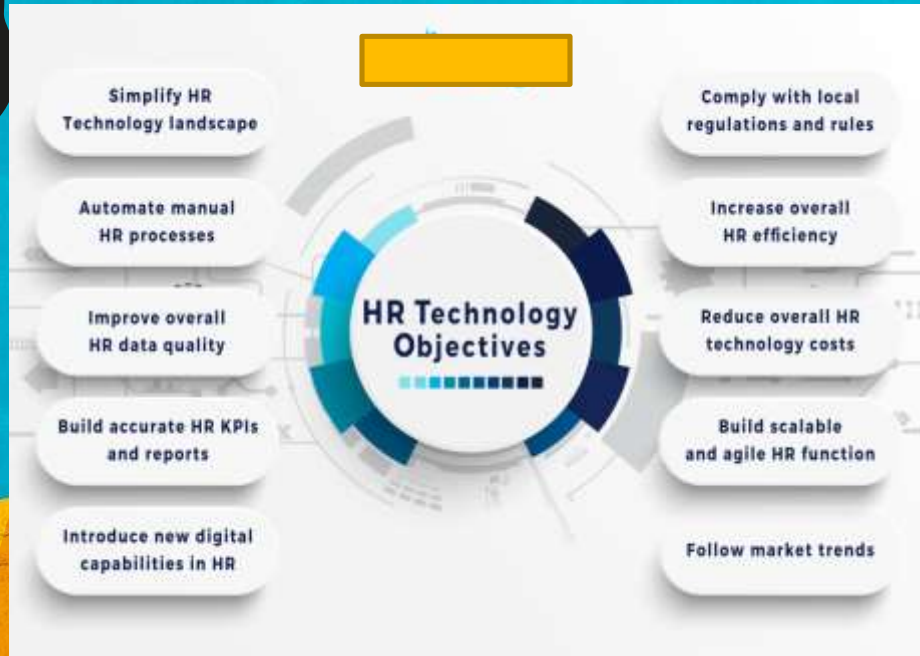 Simplify HR
Technology landscape
Automate manual
HR processes
Improve overall
HR data quality
Build accurate HR KPIs
and reports
Introduce new digital
capabilities in HR
HR Technology
Objectives
Comply with local
regulations and rules
Increase overall
HR efficiency
Reduce overall HR
technology costs
Build scalable
and agile HR function
Follow market trends